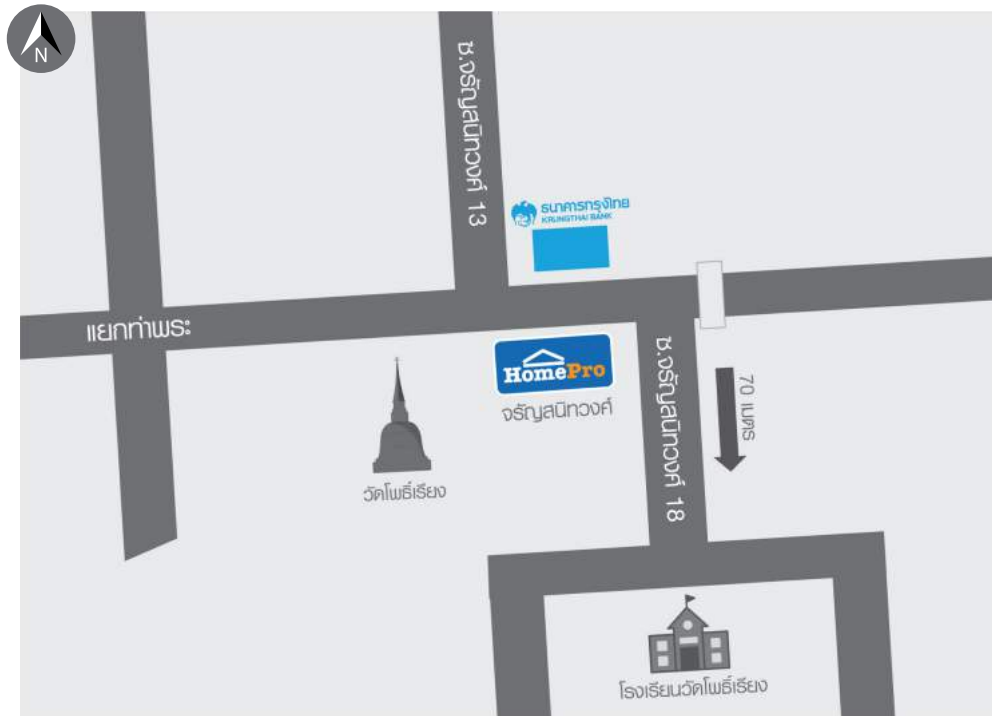 N
ซ.จรัญสนิทวงศ์ 13
ธนาคารกรุงไทย
KRUNGTHAI BANK
แยกท่าพระ
HomePro
จรัญสนิทวงศ์
ซ.จรัญสนิทวงศ์ 18
70 เมตร
วัดโพธิ์เรียง
โรงเรียนวัดโพธิ์เรียง